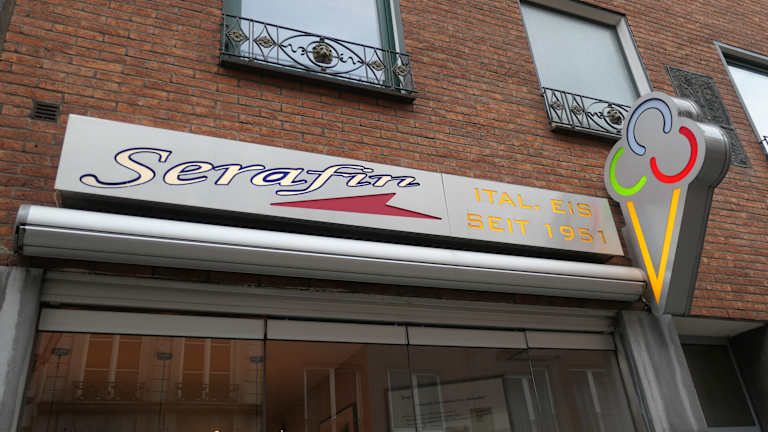 Serafin
ITAL. EIS
SEIT 1951